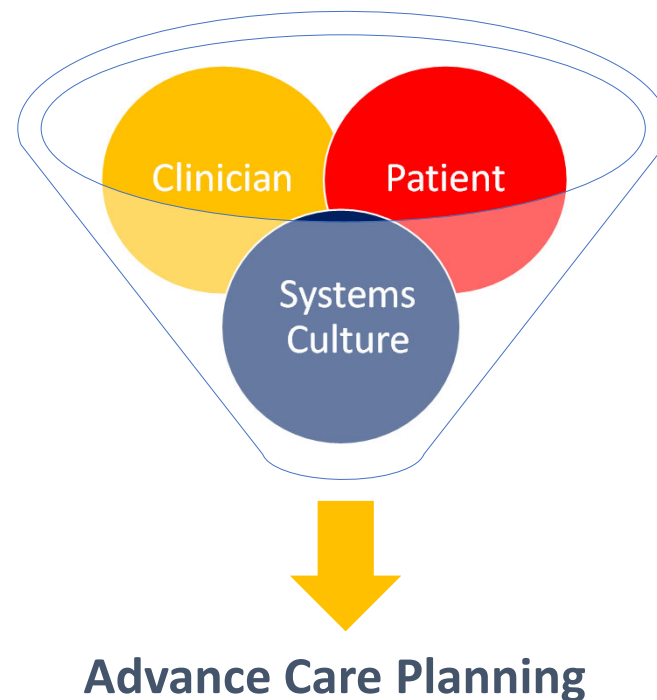 Clinician
Patient
Systems
Culture
Advance Care Planning